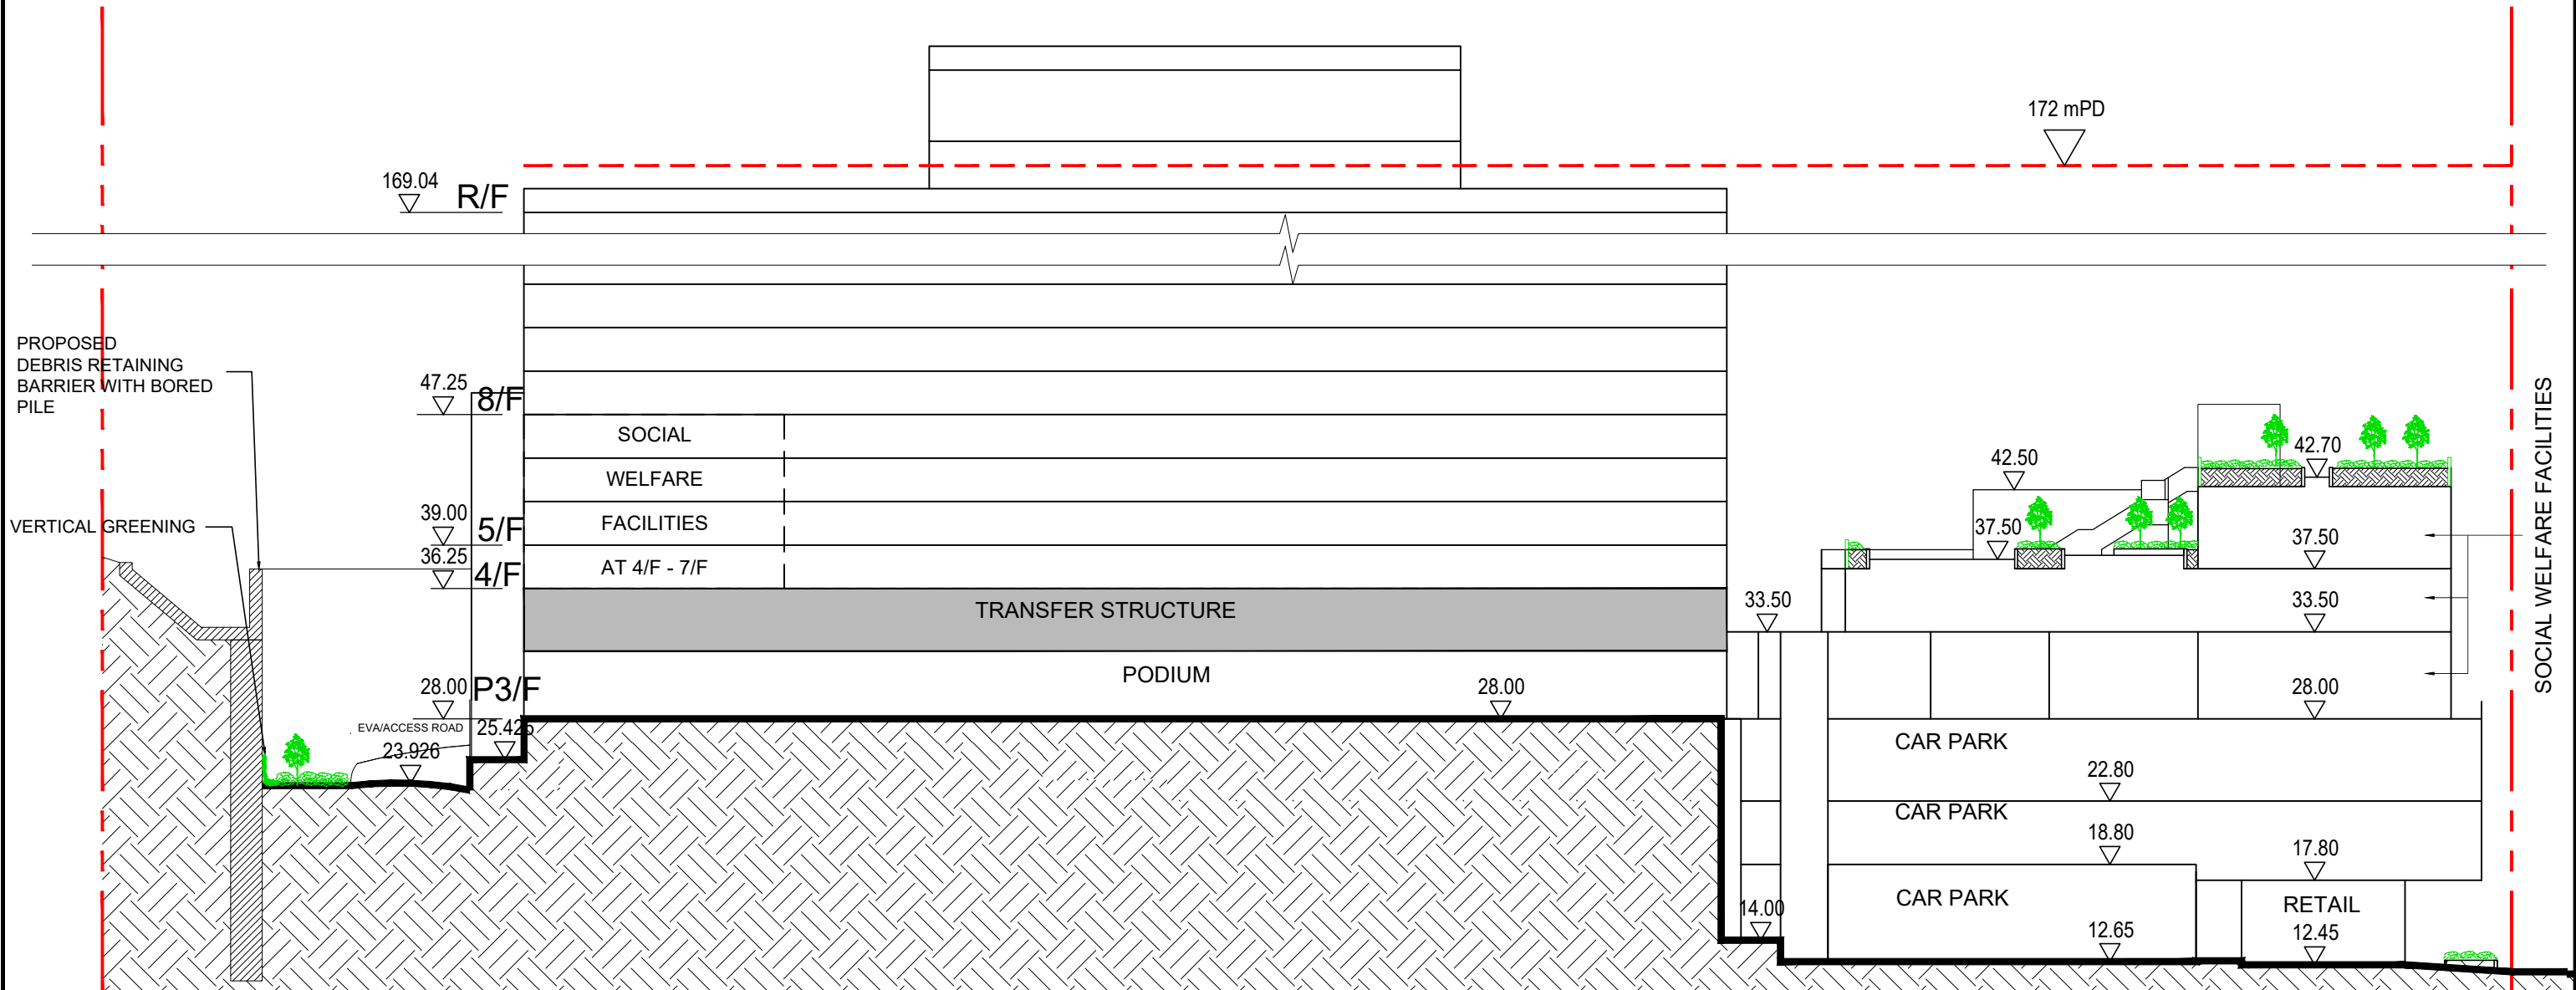 172 mPD
169.04
R/F
PROPOSED
DEBRIS RETAINING
BARRIER WITH BORED
PILE
47.25
8/F
SOCIAL
WELFARE
FACILITIES
AT 4/F - 7/F
VERTICAL GREENING
39.00
5/F
36.25
4/F
TRANSFER STRUCTURE
PODIUM
28.00
P3/F
28.00
EVA/ACCESS ROAD
25.425
23.926
42.50
42.70
37.50
37.50
33.50
33.50
28.00
SOCIAL WELFARE FACILITIES
CAR PARK
22.80
CAR PARK
18.80
17.80
CAR PARK
RETAIL
14.00
12.65
12.45